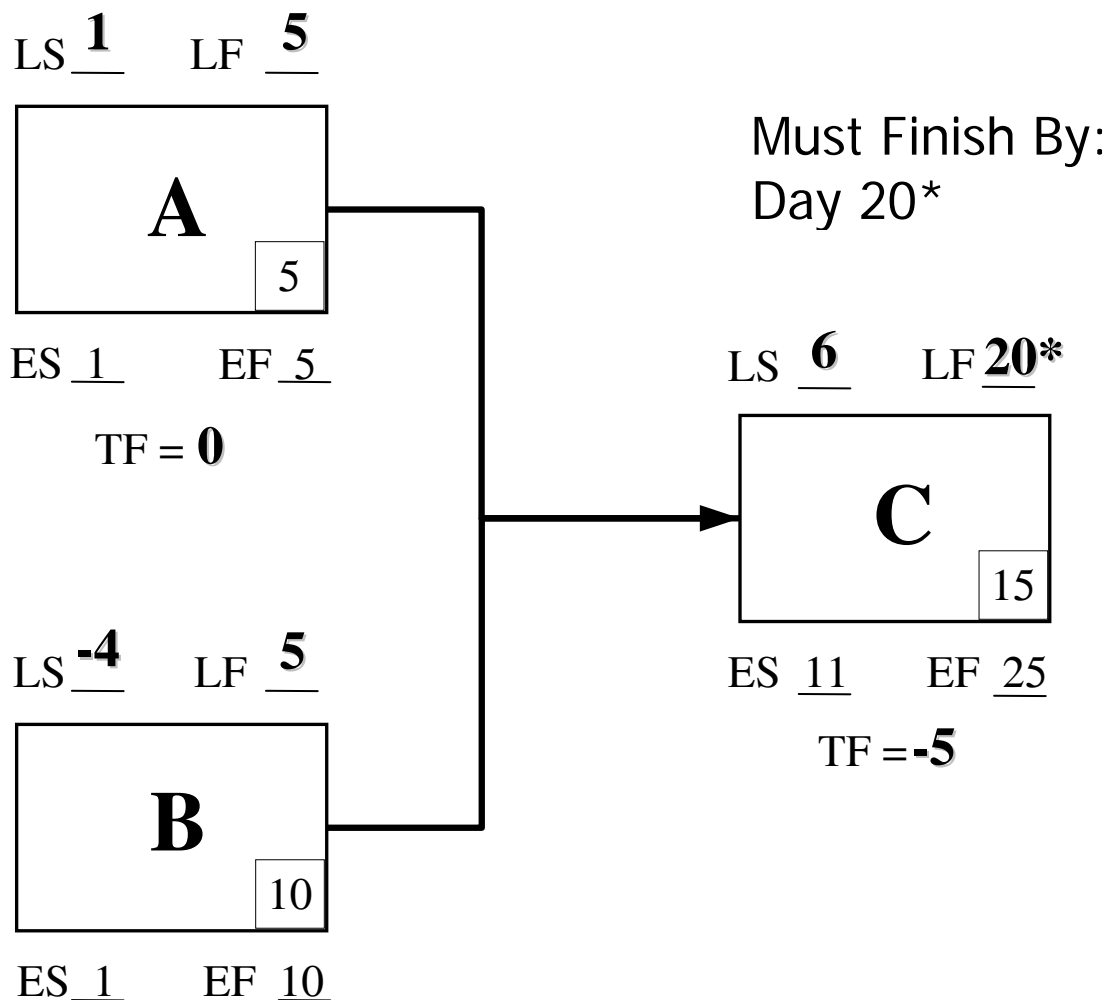 LS 1 LF 5
A
5
ES 1 EF 5
TF = 0
Must Finish By:
Day 20*
LS 6 LF 20*
C
15
ES 11 EF 25
TF = -5
LS -4 LF 5
B
10
ES 1 EF 10